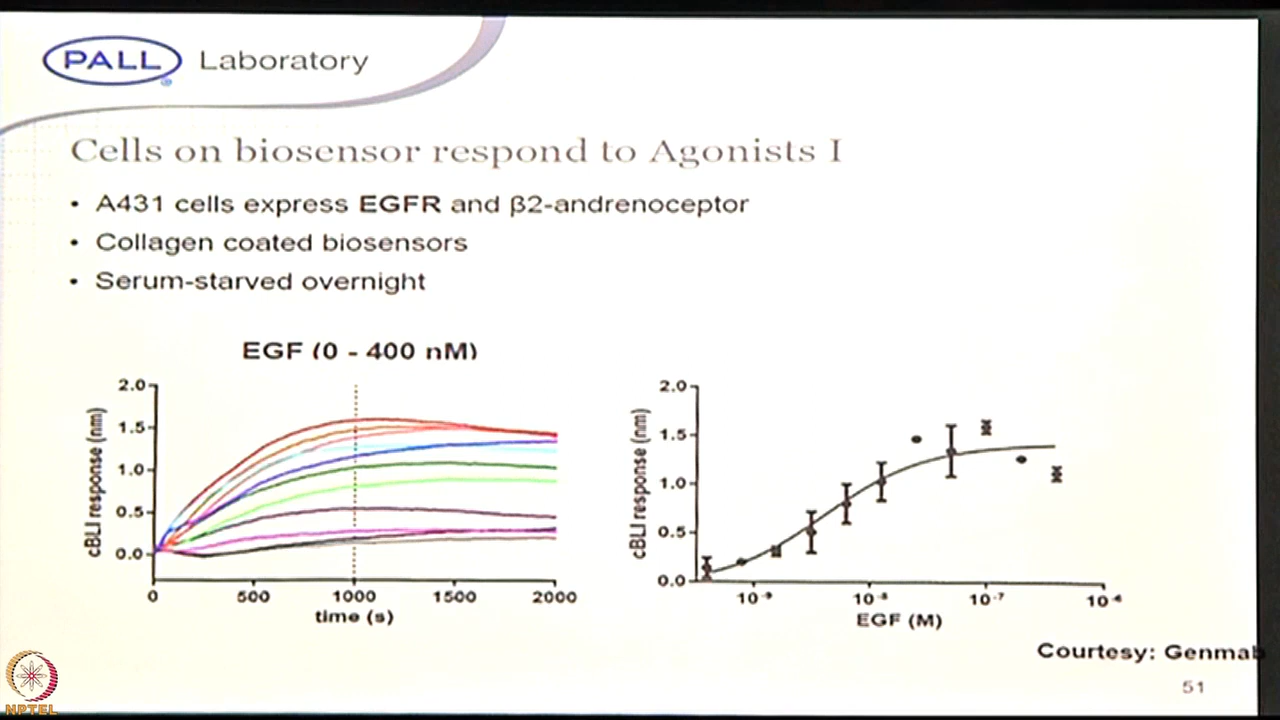 PALL Laboratory
Cells on biosensor respond to Agonists I
• A431 cells express EGFR and β2-andrenoceptor
• Collagen coated biosensors
• Serum-starved overnight
EGF (0 - 400 nM)
cBLI response (nm)
2.0
1.5
1.0
0.5
0.0
0 500 1000 1500 2000
time (s)
cBLI response (nm)
2.0
1.5
1.0
0.5
0.0
10⁻⁹ 10⁻⁸ 10⁻⁷ 10⁻⁶
EGF (M)
Courtesy: Genmab
51
NPTEL